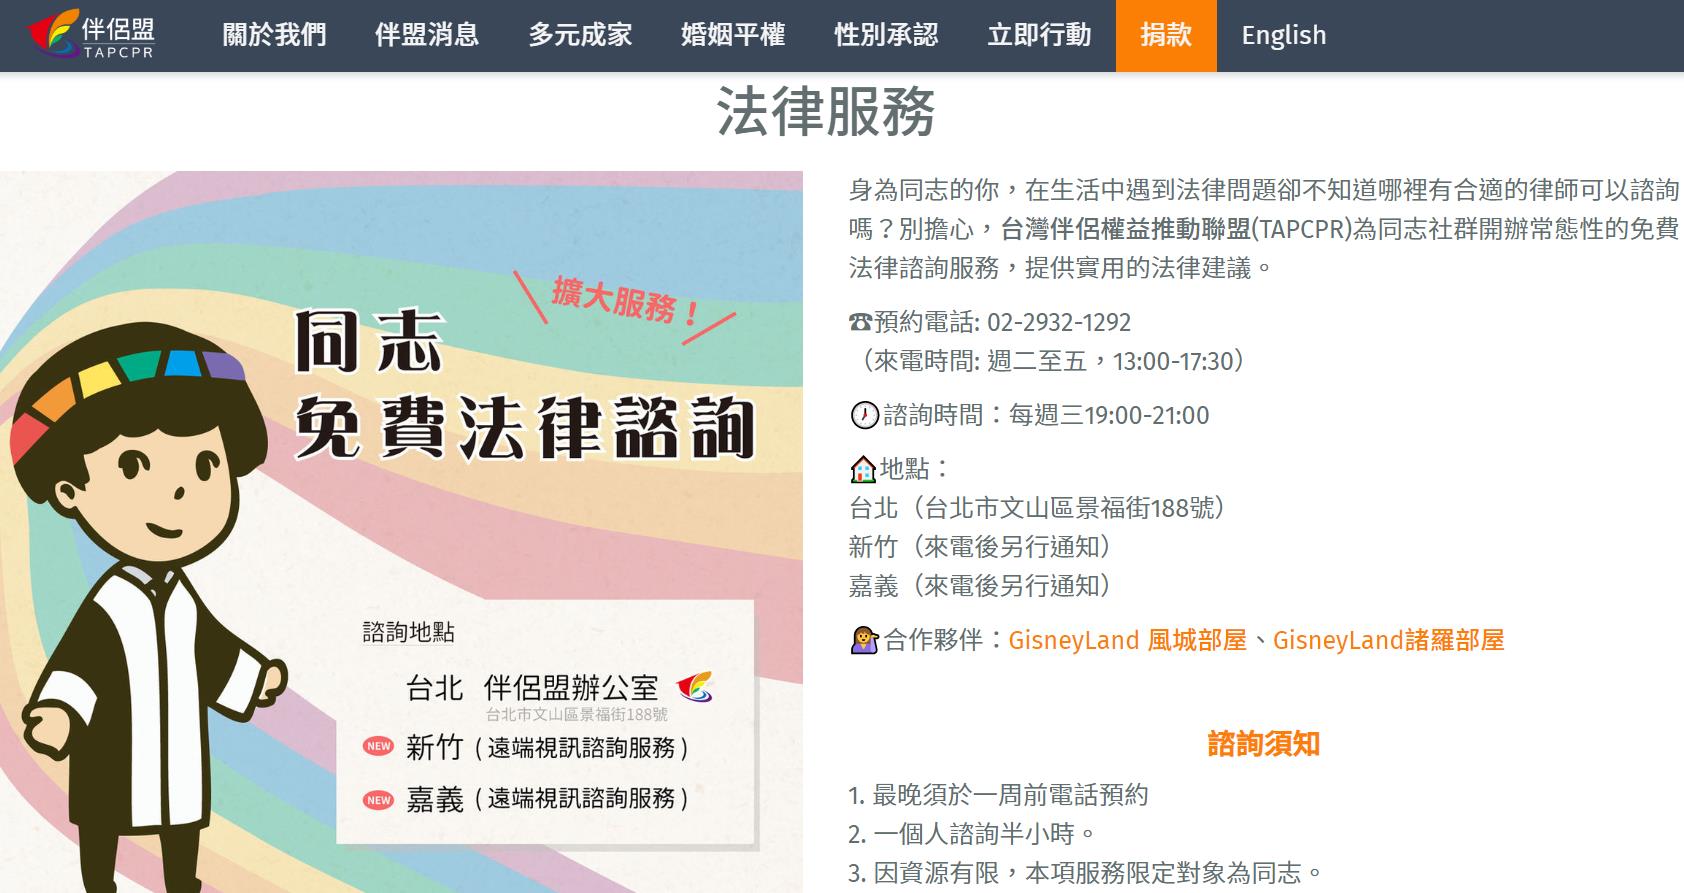 伴侶盟
TAPCPR
關於我們 伴盟消息 多元成家 婚姻平權 性別承認 立即行動 捐款 English
法律服務
擴大服務！
同志
免費法律諮詢
諮詢地點
台北 伴侶盟辦公室
台北市文山區景福街188號
NEW 新竹 ( 遠端視訊諮詢服務 )
NEW 嘉義 ( 遠端視訊諮詢服務 )
身為同志的你，在生活中遇到法律問題卻不知道哪裡有合適的律師可以諮詢
嗎？別擔心，台灣伴侶權益推動聯盟(TAPCPR)為同志社群開辦常態性的免費
法律諮詢服務，提供實用的法律建議。
☎預約電話: 02-2932-1292
（來電時間: 週二至五，13:00-17:30）
🕖諮詢時間：每週三19:00-21:00
🏠地點：
台北（台北市文山區景福街188號）
新竹（來電後另行通知）
嘉義（來電後另行通知）
💁合作夥伴：GisneyLand 風城部屋、GisneyLand諸羅部屋
諮詢須知
1. 最晚須於一周前電話預約
2. 一個人諮詢半小時。
3. 因資源有限，本項服務限定對象為同志。